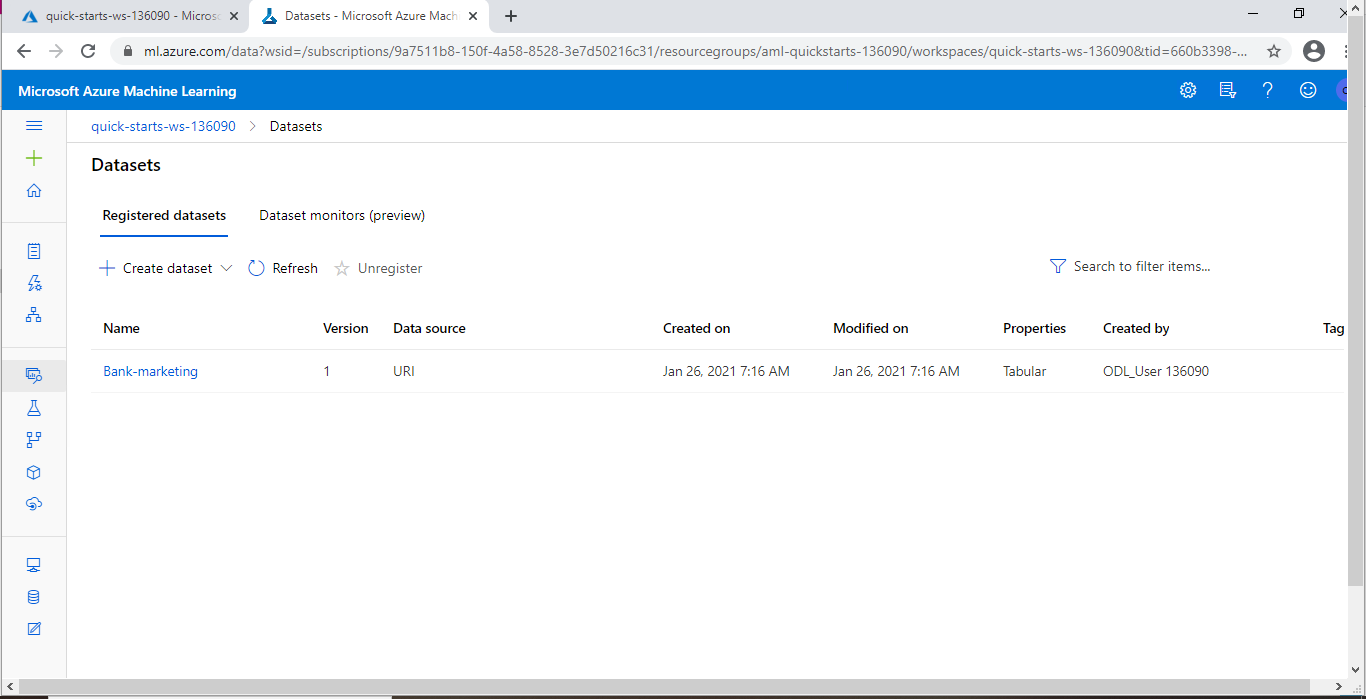 quick-starts-ws-136090 - Microso
Datasets - Microsoft Azure Mach
ml.azure.com/data?wsid=/subscriptions/9a7511b8-150f-4a58-8528-3e7d50216c31/resourcegroups/aml-quickstarts-136090/workspaces/quick-starts-ws-136090&tid=660b3398-...
Microsoft Azure Machine Learning
quick-starts-ws-136090 > Datasets
Datasets
Registered datasets Dataset monitors (preview)
Create dataset Refresh Unregister Search to filter items...
Name Version Data source Created on Modified on Properties Created by Tag
Bank-marketing 1 URI Jan 26, 2021 7:16 AM Jan 26, 2021 7:16 AM Tabular ODL_User 136090